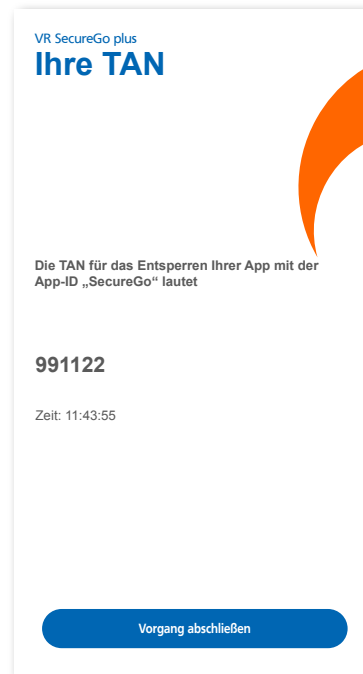 VR SecureGo plus
Ihre TAN
Die TAN für das Entsperren Ihrer App mit der
App-ID „SecureGo“ lautet
991122
Zeit: 11:43:55
Vorgang abschließen